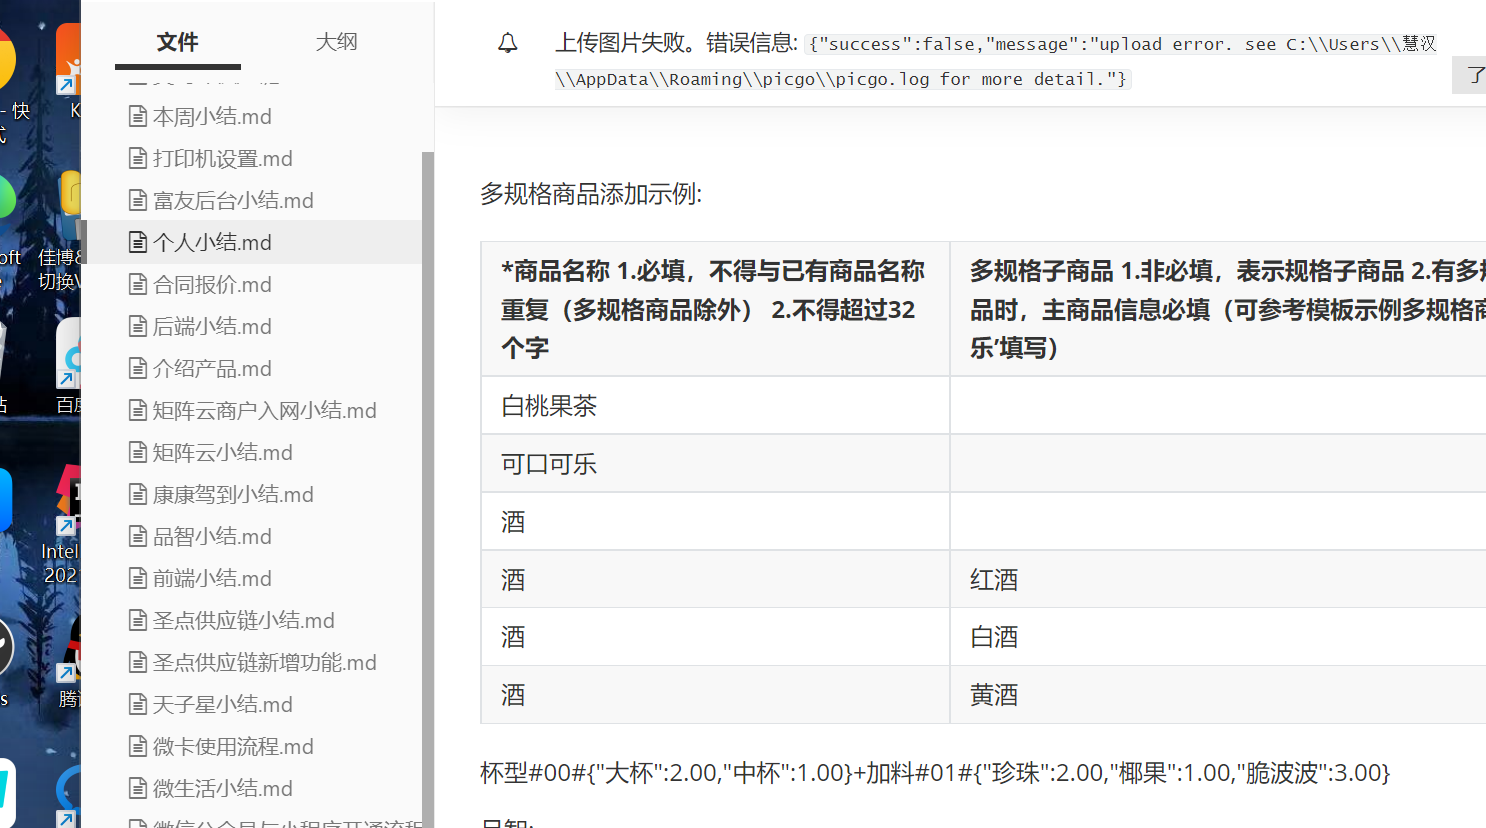 文件
大纲
本周小结.md
打印机设置.md
富友后台小结.md
个人小结.md
合同报价.md
后端小结.md
介绍产品.md
矩阵云商户入网小结.md
矩阵云小结.md
康康驾到小结.md
品智小结.md
前端小结.md
圣点供应链小结.md
圣点供应链新增功能.md
天子星小结.md
微卡使用流程.md
微生活小结.md
上传图片失败。错误信息: {"success":false,"message":"upload error. see C:\\Users\\慧汉
\\AppData\\Roaming\\picgo\\picgo.log for more detail."}
了
多规格商品添加示例:
*商品名称 1.必填，不得与已有商品名称
重复（多规格商品除外） 2.不得超过32
个字
多规格子商品 1.非必填，表示规格子商品 2.有多规
品时，主商品信息必填（可参考模板示例多规格商
乐’填写）
白桃果茶
可口可乐
酒
酒
红酒
酒
白酒
酒
黄酒
杯型#00#{"大杯":2.00,"中杯":1.00}+加料#01#{"珍珠":2.00,"椰果":1.00,"脆波波":3.00}
- 快
式
K
oft
佳博&
切换\
百度
站
Intel
202
腾讯
s